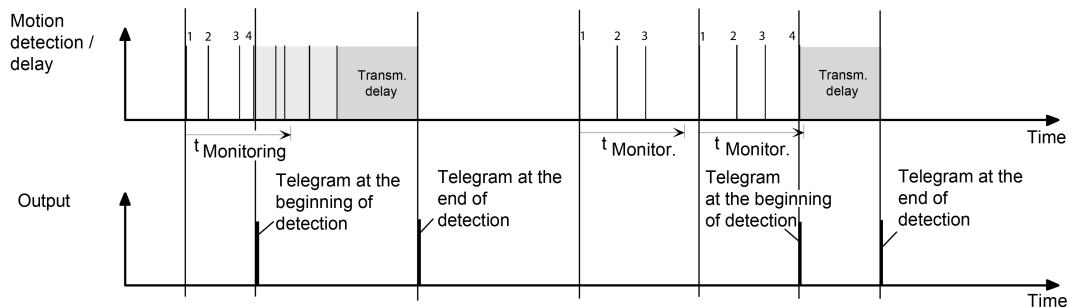 Motion
detection /
delay
1 2 3 4
Transm.
delay
1 2 3
1 2 3 4
Transm.
delay
Time
t Monitoring
t Monitor.
t Monitor.
Output
Telegram at the
beginning of
detection
Telegram at the
end of
detection
Telegram
at the beginning
of detection
Telegram at the
end of
detection
Time